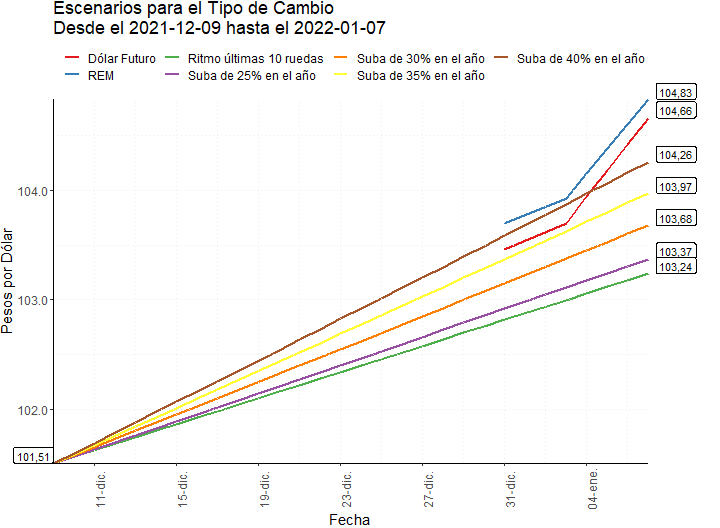 Escenarios para el Tipo de Cambio
Desde el 2021-12-09 hasta el 2022-01-07
Dólar Futuro
Ritmo últimas 10 ruedas
Suba de 30% en el año
Suba de 40% en el año
REM
Suba de 25% en el año
Suba de 35% en el año
104,83
104,66
104,26
103,97
103,68
103,37
103,24
104.0
103.0
102.0
101,51
Pesos por Dólar
11-dic.
15-dic.
19-dic.
23-dic.
27-dic.
31-dic.
04-ene.
Fecha